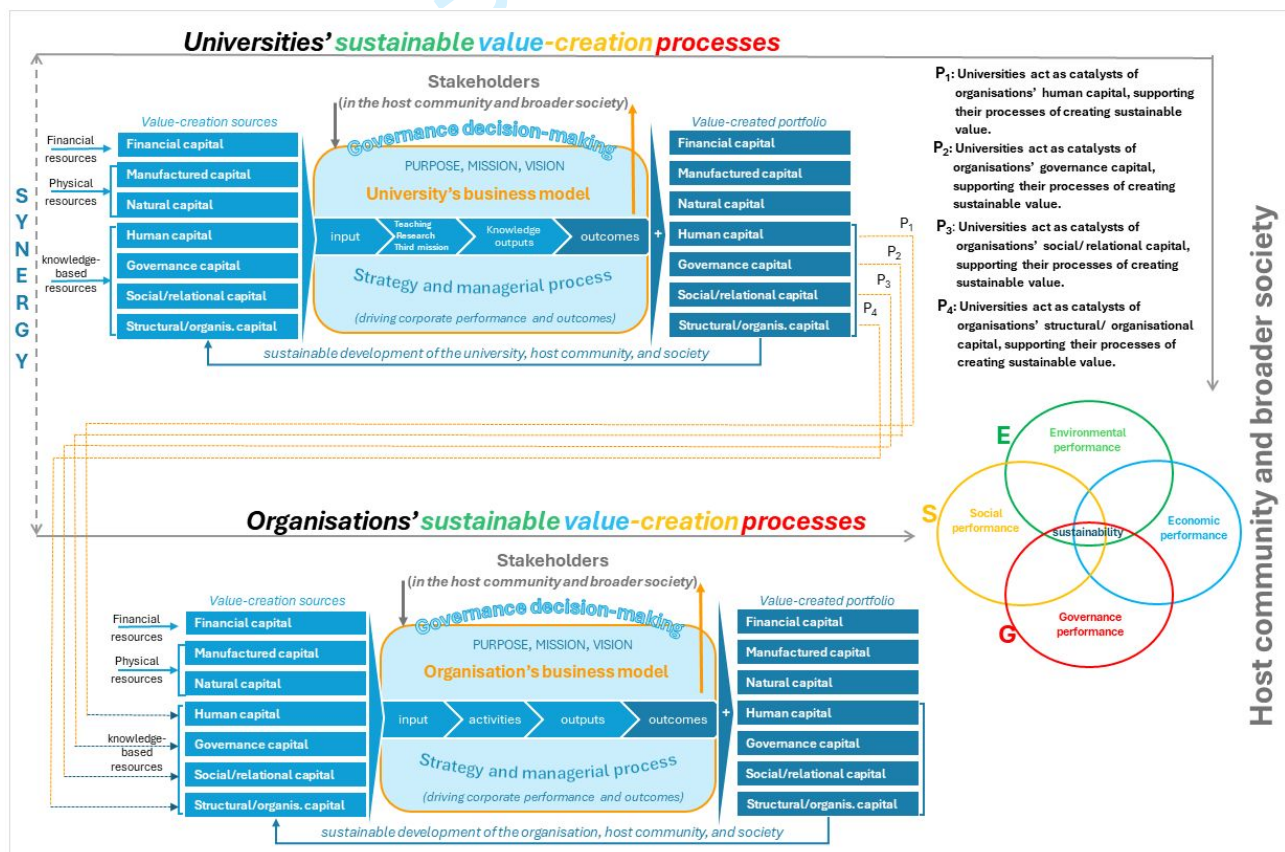 Universities' sustainable value-creation processes
Stakeholders
(in the host community and broader society)
Governance decision-making
PURPOSE, MISSION, VISION
University's business model
input
Teaching
Research
Third mission
Knowledge
outputs
outcomes
+
Strategy and managerial process
(driving corporate performance and outcomes)
Value-creation sources
Financial
resources
Physical
resources
knowledge-
based
resources
Financial capital
Manufactured capital
Natural capital
Human capital
Governance capital
Social/relational capital
Structural/organis. capital
Value-created portfolio
Financial capital
Manufactured capital
Natural capital
Human capital
Governance capital
Social/relational capital
Structural/organis. capital
P1
P2
P3
P4
sustainable development of the university, host community, and society
SYNERGY
P1: Universities act as catalysts of
organisations' human capital, supporting
their processes of creating sustainable
value.
P2: Universities act as catalysts of
organisations' governance capital,
supporting their processes of creating
sustainable value.
P3: Universities act as catalysts of
organisations' social/ relational capital,
supporting their processes of creating
sustainable value.
P4: Universities act as catalysts of
organisations' structural/ organisational
capital, supporting their processes of
creating sustainable value.
Host community and broader society
E
Environmental
performance
S
Social
performance
sustainability
Economic
performance
G
Governance
performance
Organisations' sustainable value-creation processes
Stakeholders
(in the host community and broader society)
Governance decision-making
PURPOSE, MISSION, VISION
Organisation's business model
input
activities
outputs
outcomes
+
Strategy and managerial process
(driving corporate performance and outcomes)
Value-creation sources
Financial
resources
Physical
resources
knowledge-
based
resources
Financial capital
Manufactured capital
Natural capital
Human capital
Governance capital
Social/relational capital
Structural/organis. capital
Value-created portfolio
Financial capital
Manufactured capital
Natural capital
Human capital
Governance capital
Social/relational capital
Structural/organis. capital
sustainable development of the organisation, host community, and society